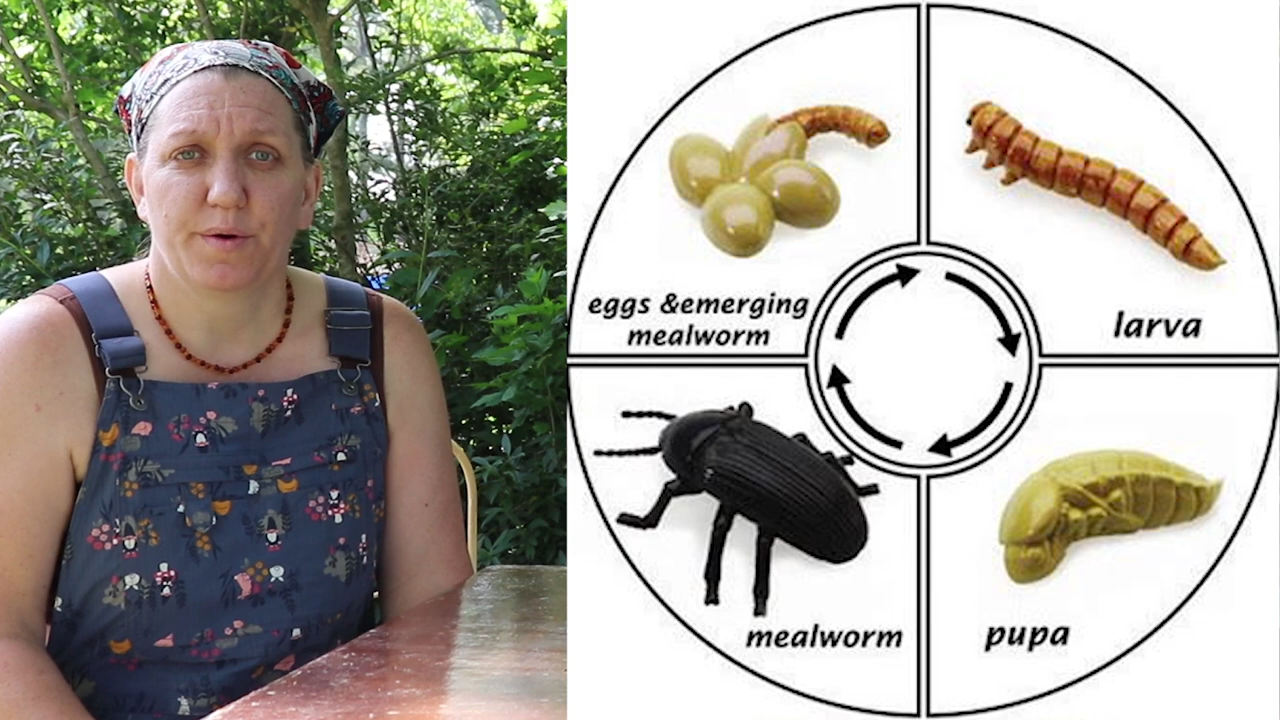 eggs &emerging
mealworm
larva
mealworm
pupa